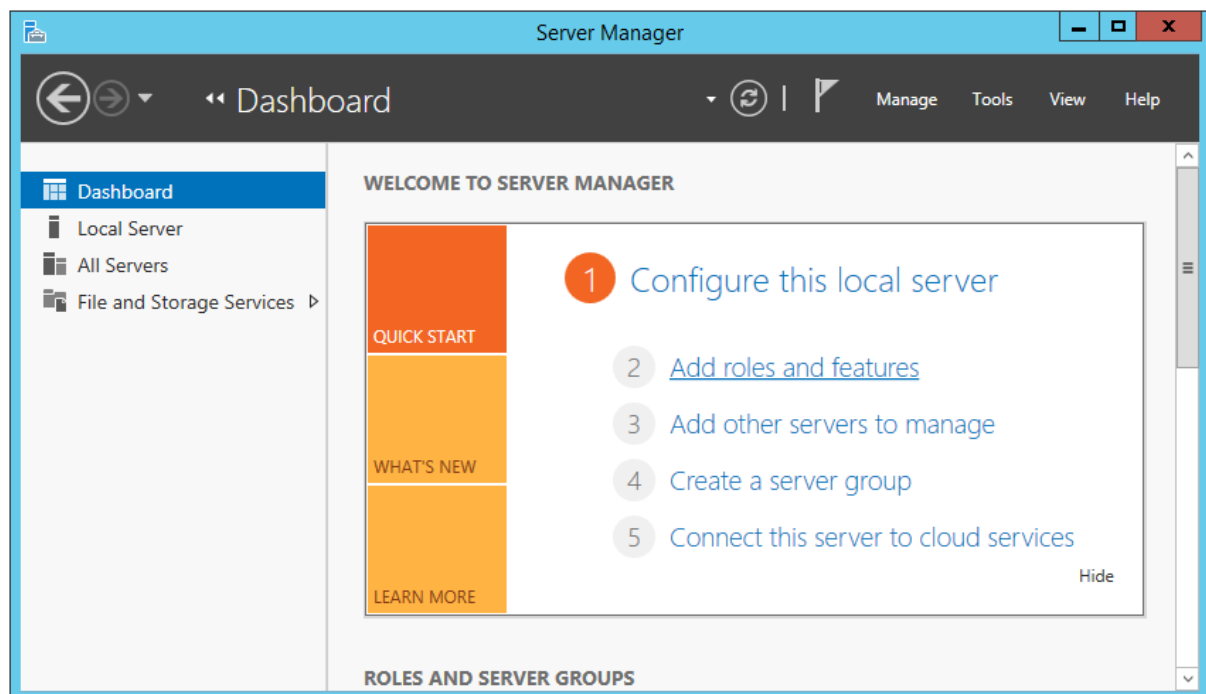 Server Manager
Dashboard
Manage Tools View Help
Dashboard
Local Server
All Servers
File and Storage Services
WELCOME TO SERVER MANAGER
QUICK START
WHAT'S NEW
LEARN MORE
1 Configure this local server
2 Add roles and features
3 Add other servers to manage
4 Create a server group
5 Connect this server to cloud services
Hide
ROLES AND SERVER GROUPS